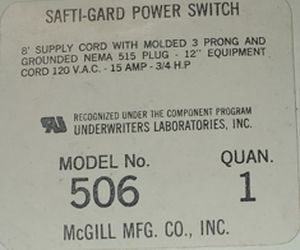 SAFTI-GARD POWER SWITCH
8' SUPPLY CORD WITH MOLDED 3 PRONG AND
GROUNDED NEMA 515 PLUG - 12" EQUIPMENT
CORD 120 V.A.C. - 15 AMP - 3/4 H.P
RECOGNIZED UNDER THE COMPONENT PROGRAM
UNDERWRITERS LABORATORIES, INC.
MODEL No. QUAN.
506 1
McGILL MFG. CO., INC.